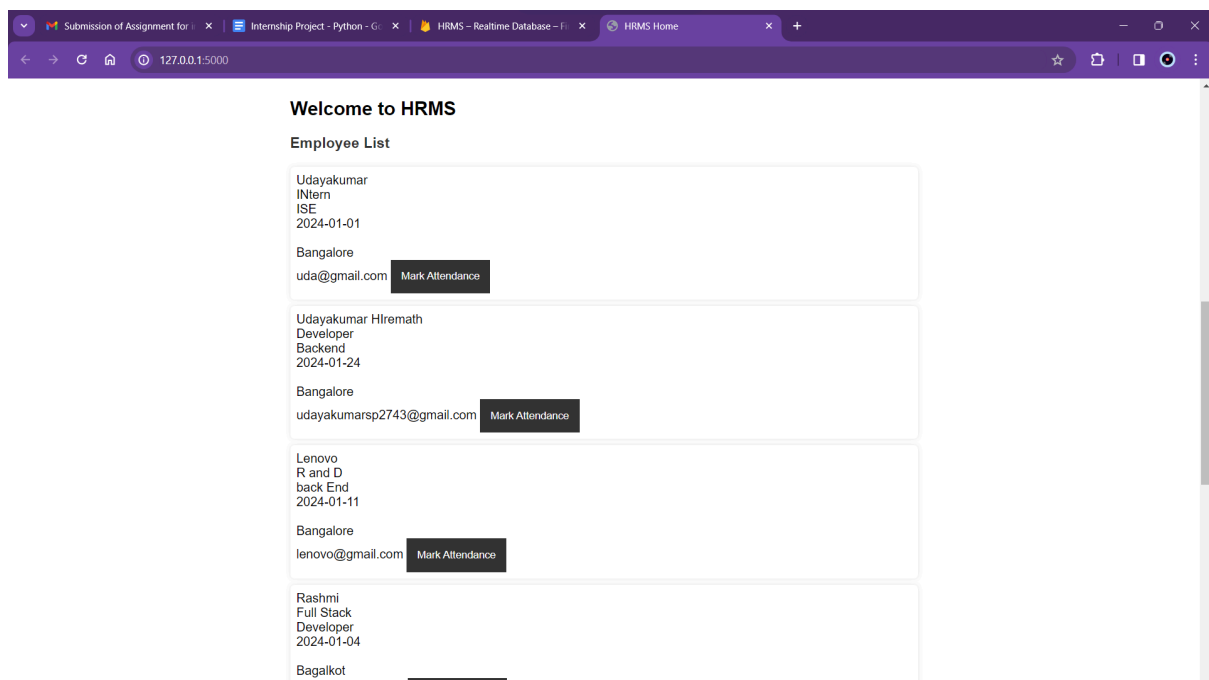 Submission of Assignment for i
Internship Project - Python - Go
HRMS – Realtime Database – Fi
HRMS Home
127.0.0.1:5000
Welcome to HRMS
Employee List
Udayakumar
INtern
ISE
2024-01-01
Bangalore
uda@gmail.com Mark Attendance
Udayakumar HIremath
Developer
Backend
2024-01-24
Bangalore
udayakumarsp2743@gmail.com Mark Attendance
Lenovo
R and D
back End
2024-01-11
Bangalore
lenovo@gmail.com Mark Attendance
Rashmi
Full Stack
Developer
2024-01-04
Bagalkot